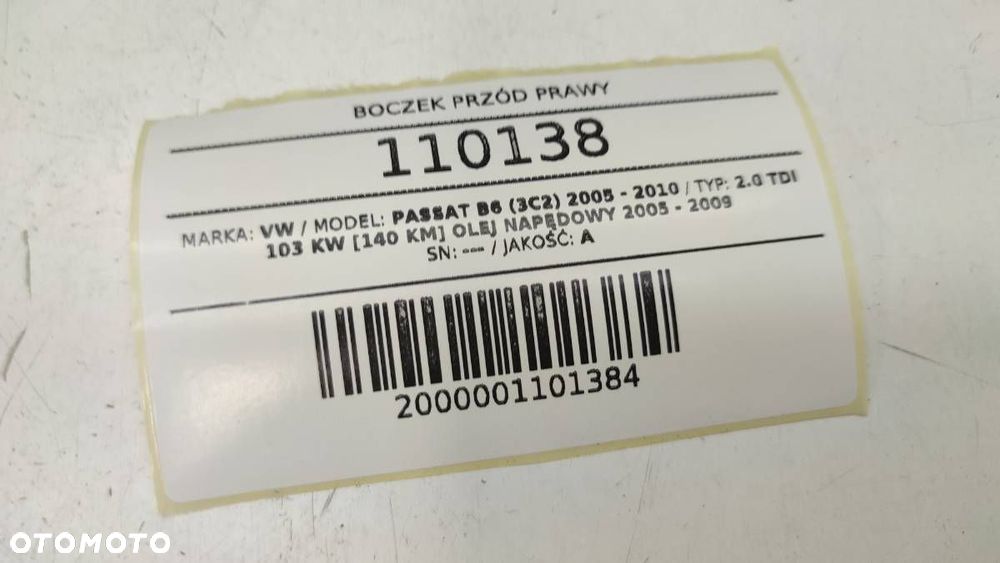 BOCZEK PRZÓD PRAWY
110138
MARKA: VW / MODEL: PASSAT B6 (3C2) 2005 - 2010 / TYP: 2.0 TDI
103 KW [140 KM] OLEJ NAPĘDOWY 2005 - 2009
SN: --- / JAKOŚĆ: A
2000001101384
OTOMOTO